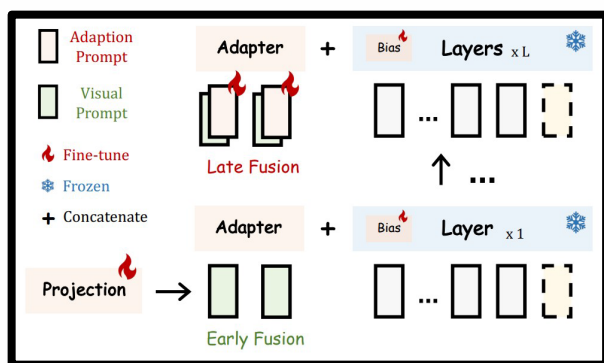 Adaption
Prompt
Visual
Prompt
Fine-tune
Frozen
+ Concatenate
Adapter + Bias Layers x L
...
Late Fusion
...
Adapter + Bias Layer x 1
Projection
...
Early Fusion